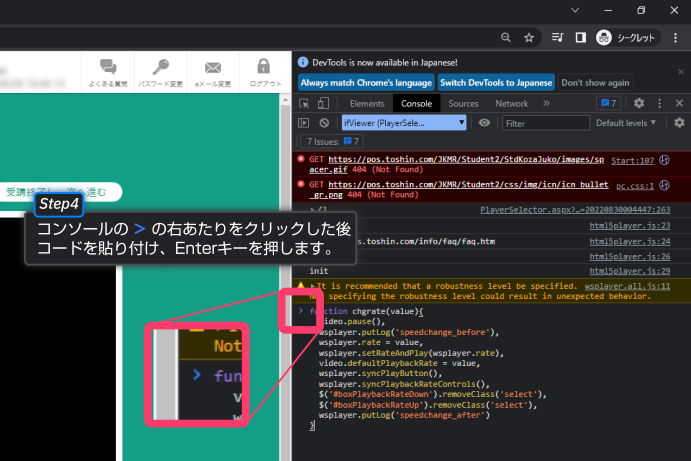 シークレット
よくある質問
パスワード変更
eメール変更
ログアウト
DevTools is now available in Japanese!
Always match Chrome's language
Switch DevTools to Japanese
Don't show again
Elements
Console
Sources
Network
»
7
ifViewer (PlayerSele…
Filter
Default levels
7 Issues:
7
GET https://pos.toshin.com/JKMR/Student2/StdKozaJuko/images/sp
acer.gif 404 (Not Found)
Start:107
GET https://pos.toshin.com/JKMR/Student2/css/img/icn/icn_bullet
_gr.png 404 (Not Found)
pc.css:1
PlayerSelector.aspx?…=20220830004447:263
html5player.js:23
s.toshin.com/info/faq/faq.htm
html5player.js:24
html5player.js:26
init
html5player.js:29
It is recommended that a robustness level be specified.
wsplayer.all.js:11
Not specifying the robustness level could result in unexpected behavior.
受講終了し、次へ進む
Step4
コンソールの > の右あたりをクリックした後
コードを貼り付け、Enterキーを押します。
> function chgrate(value){
video.pause(),
wsplayer.putLog('speedchange_before'),
wsplayer.rate = value,
wsplayer.setRateAndPlay(wsplayer.rate),
video.defaultPlaybackRate = value,
wsplayer.syncPlayButton(),
wsplayer.syncPlaybackRateControls(),
$('#boxPlaybackRateDown').removeClass('select'),
$('#boxPlaybackRateUp').removeClass('select'),
wsplayer.putLog('speedchange_after')
}
Not
> fun
v
w